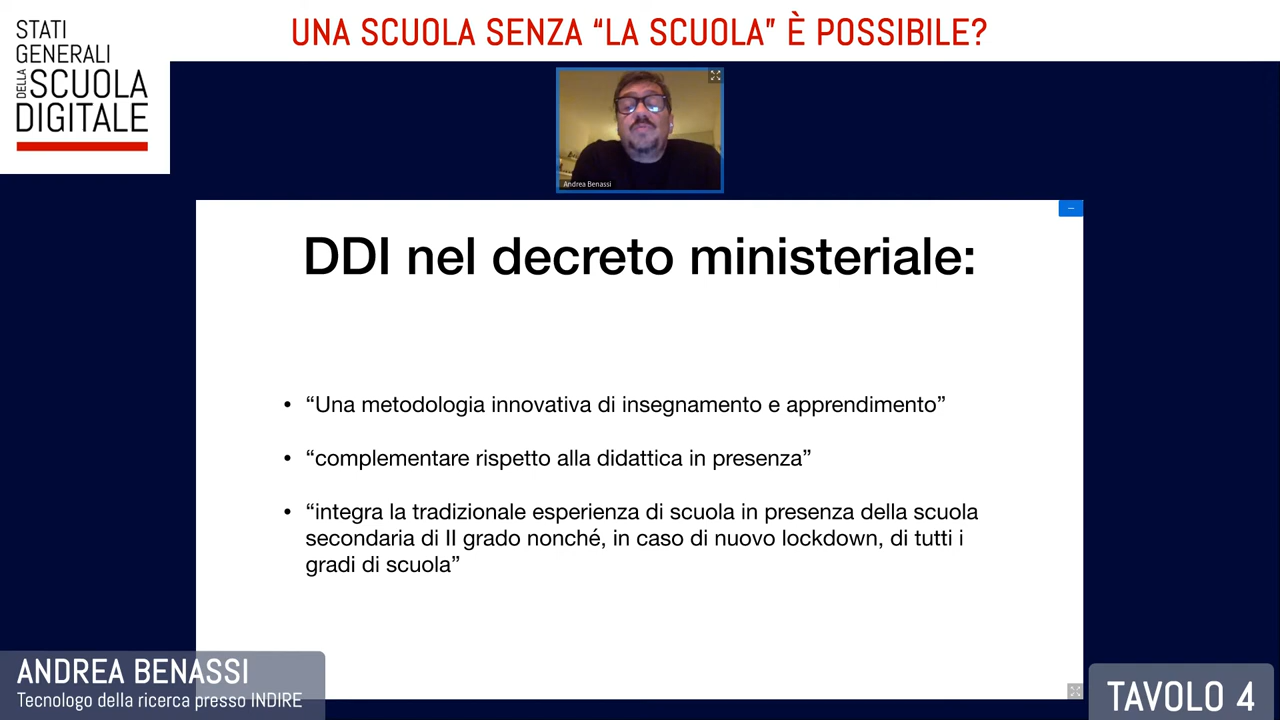 STATI
GENERALI
DELLA SCUOLA
DIGITALE
UNA SCUOLA SENZA “LA SCUOLA” È POSSIBILE?
Andrea Benassi
DDI nel decreto ministeriale:
• “Una metodologia innovativa di insegnamento e apprendimento”
• “complementare rispetto alla didattica in presenza”
• “integra la tradizionale esperienza di scuola in presenza della scuola
secondaria di II grado nonché, in caso di nuovo lockdown, di tutti i
gradi di scuola”
ANDREA BENASSI
Tecnologo della ricerca presso INDIRE
TAVOLO 4